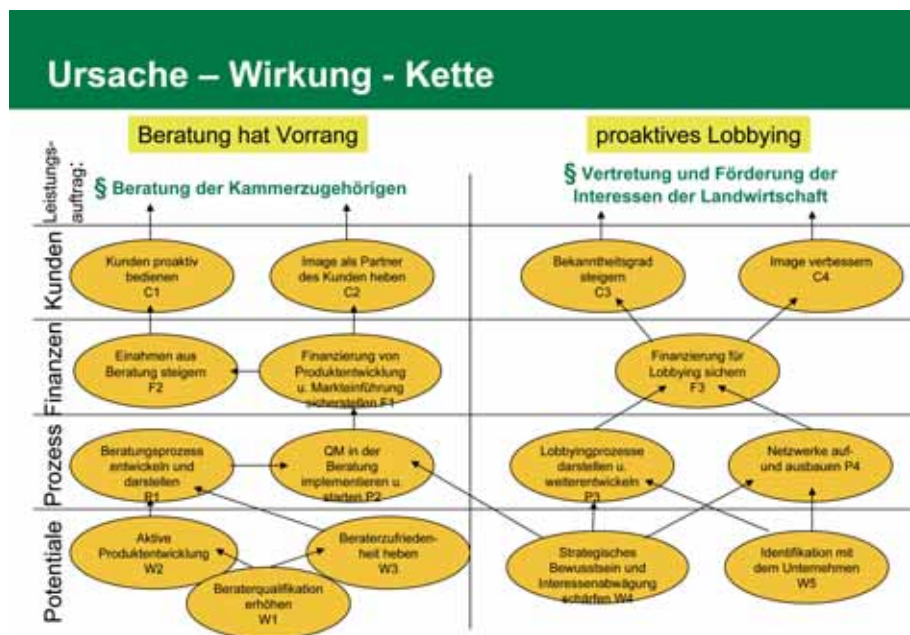 Ursache – Wirkung - Kette
Beratung hat Vorrang
proaktives Lobbying
Leistungs-
auftrag:
§ Beratung der Kammerzugehörigen
§ Vertretung und Förderung der
Interessen der Landwirtschaft
Kunden
Kunden proaktiv
bedienen
C1
Image als Partner
des Kunden heben
C2
Bekanntheitsgrad
steigern
C3
Image verbessern
C4
Finanzen
Einahmen aus
Beratung steigern
F2
Finanzierung von
Produktentwicklung
u. Markteinführung
sicherstellen F1
Finanzierung für
Lobbying sichern
F3
Prozess
Beratungsprozess
entwickeln und
darstellen
P1
QM in der
Beratung
implementieren u.
starten P2
Lobbyingprozesse
darstellen u.
weiterentwickeln
P3
Netzwerke auf-
und ausbauen P4
Potentiale
Aktive
Produktentwicklung
W2
Beraterzufrieden-
heit heben
W3
Beraterqualifikation
erhöhen
W1
Strategisches
Bewusstsein und
Interessenabwägung
schärfen W4
Identifikation mit
dem Unternehmen
W5